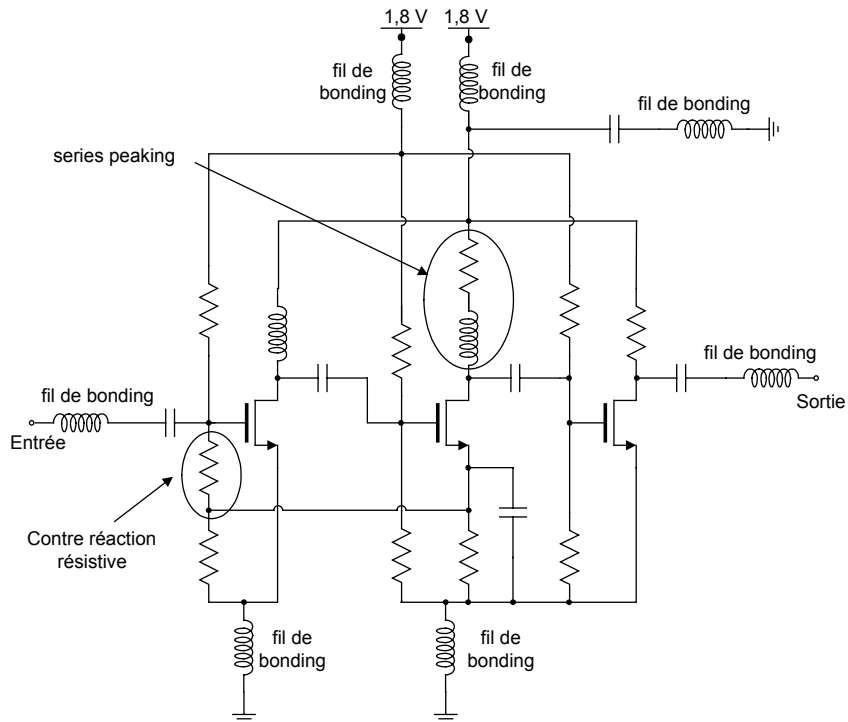 1,8 V
1,8 V
fil de
bonding
fil de
bonding
fil de bonding
series peaking
fil de bonding
Entrée
fil de bonding
Sortie
Contre réaction
résistive
fil de
bonding
fil de
bonding